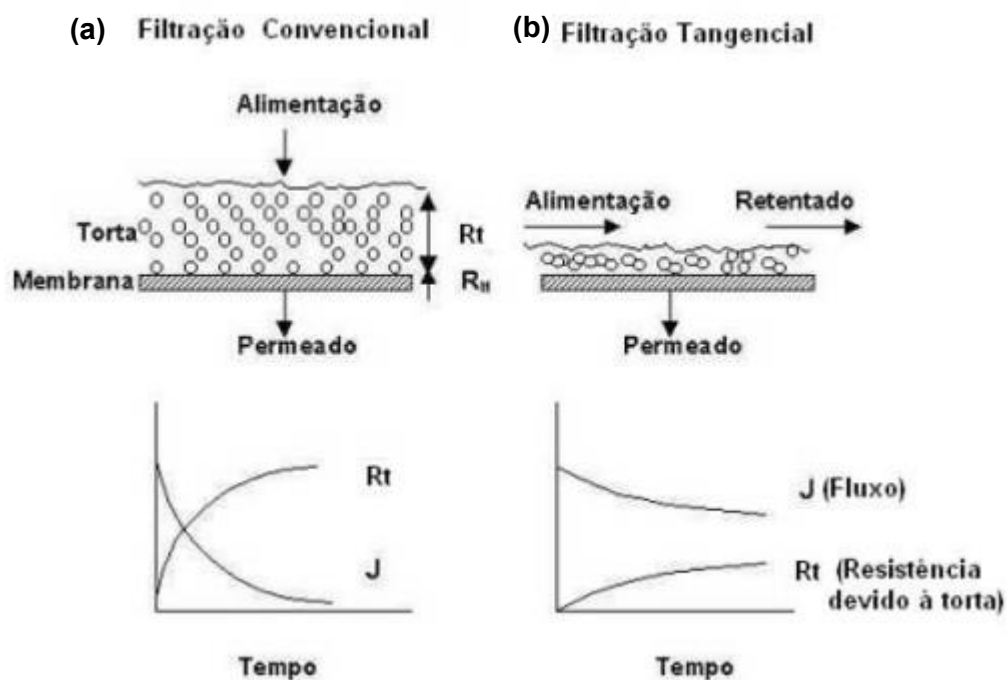 (a) Filtração Convencional
Alimentação
Torta
Rt
Membrana
Rm
Permeado
Rt
J
Tempo
(b) Filtração Tangencial
Alimentação
Retentado
Permeado
J (Fluxo)
Rt (Resistência
devido à torta)
Tempo